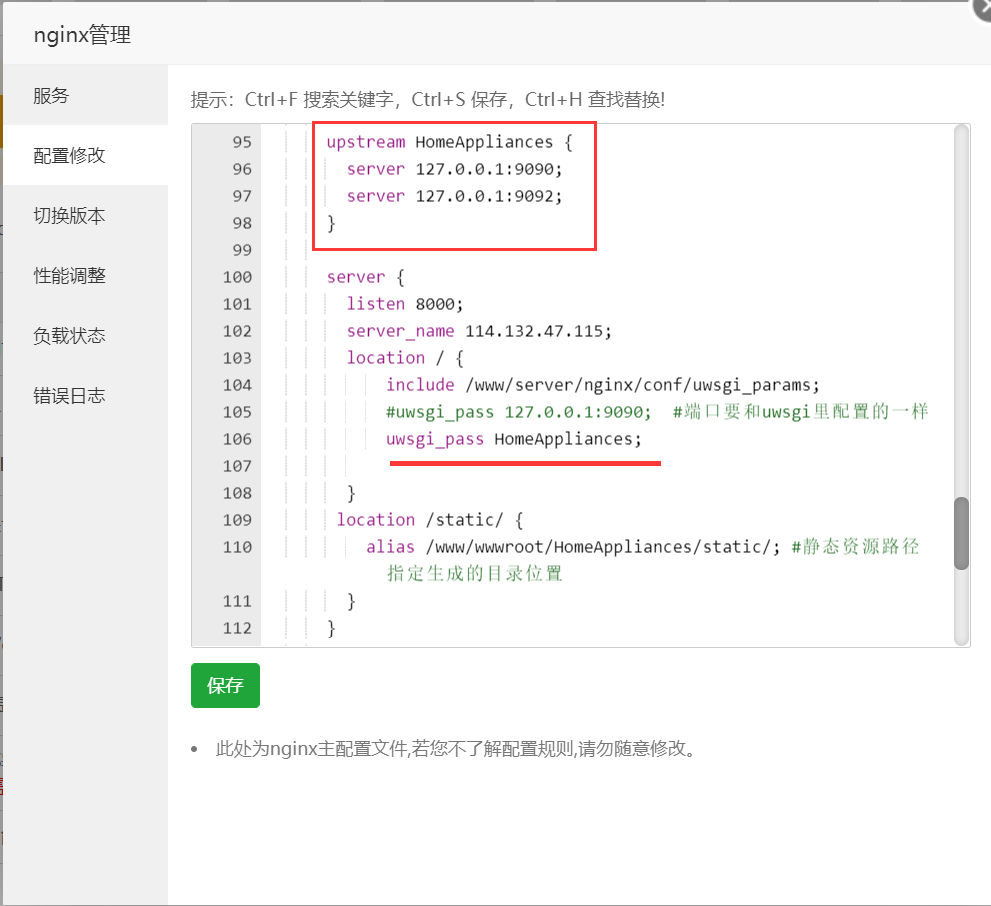 nginx管理
服务
配置修改
切换版本
性能调整
负载状态
错误日志
提示：Ctrl+F 搜索关键字，Ctrl+S 保存，Ctrl+H 查找替换!
95 upstream HomeAppliances {
96 server 127.0.0.1:9090;
97 server 127.0.0.1:9092;
98 }
99
100 server {
101 listen 8000;
102 server_name 114.132.47.115;
103 location / {
104 include /www/server/nginx/conf/uwsgi_params;
105 #uwsgi_pass 127.0.0.1:9090; #端口要和uwsgi里配置的一样
106 uwsgi_pass HomeAppliances;
107
108 }
109 location /static/ {
110 alias /www/wwwroot/HomeAppliances/static/; #静态资源路径
指定生成的目录位置
111 }
112 }
保存
此处为nginx主配置文件,若您不了解配置规则,请勿随意修改。